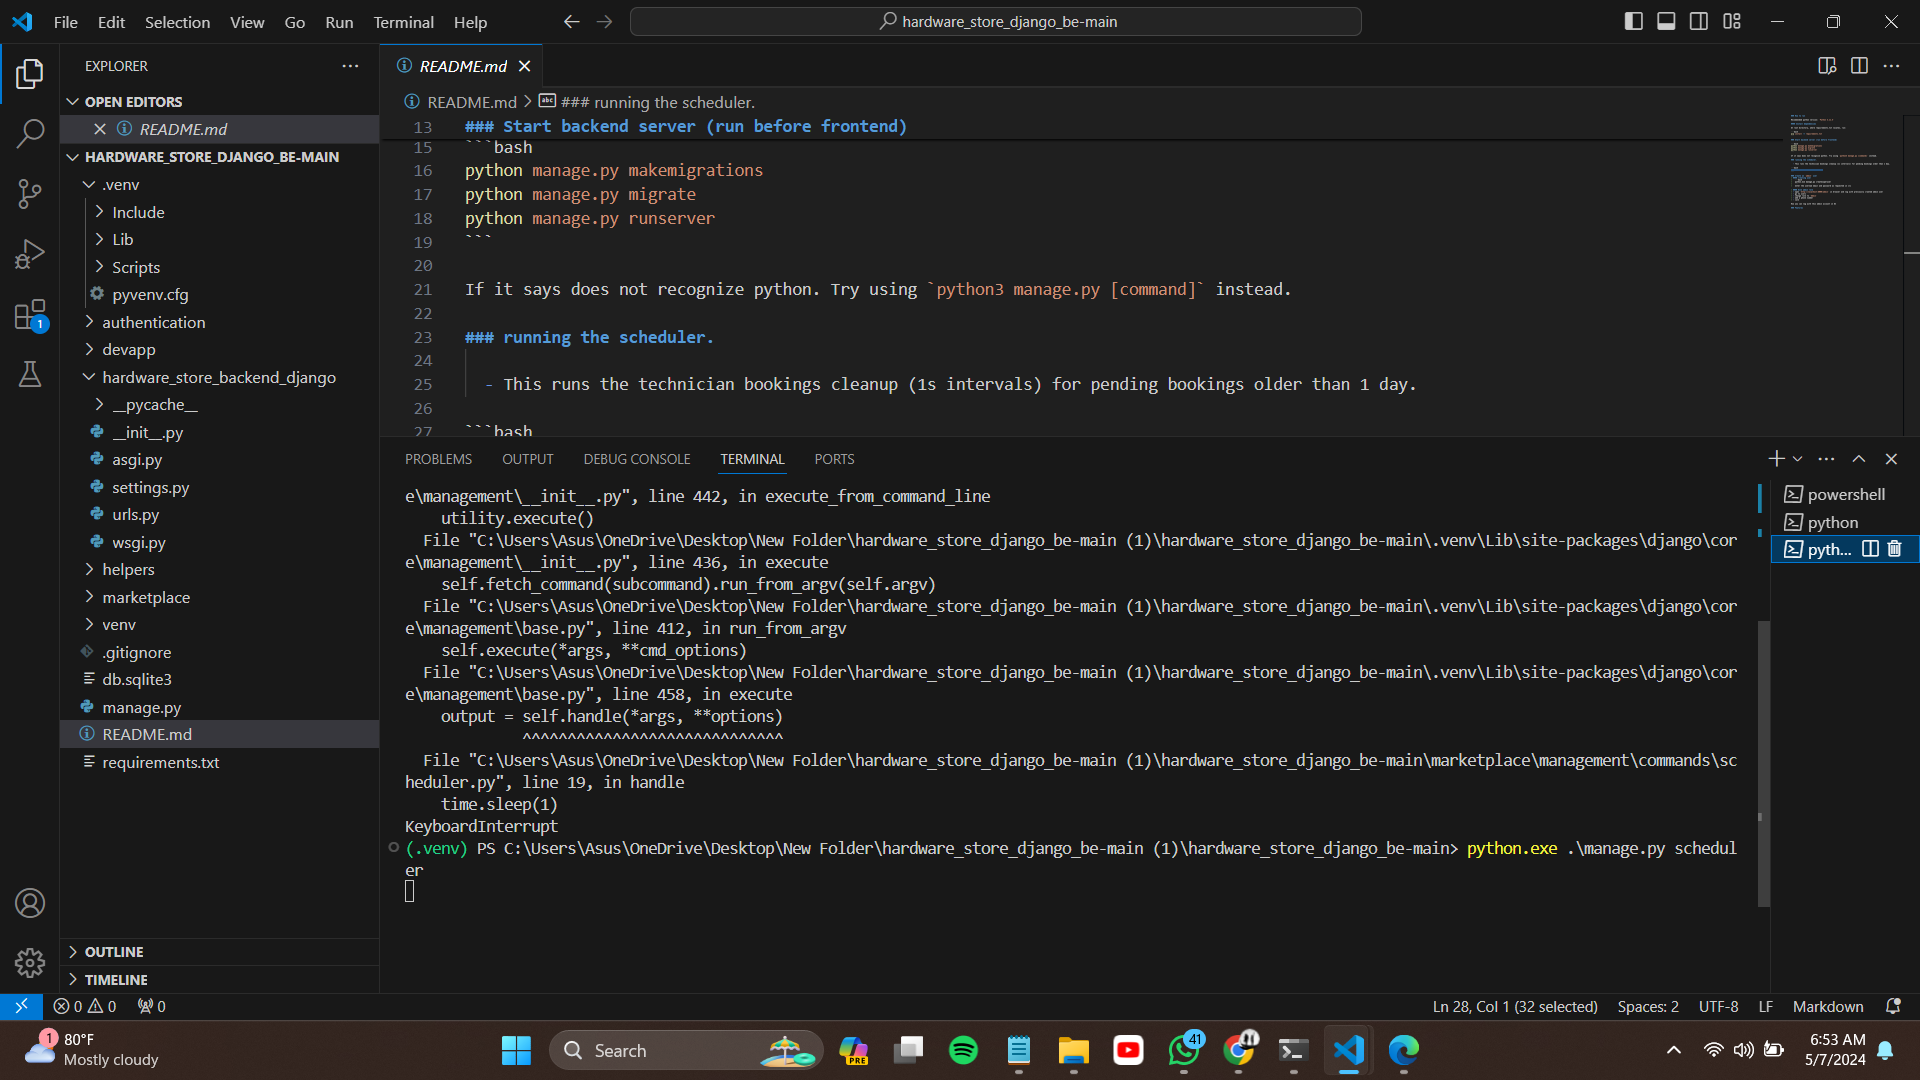 File Edit Selection View Go Run Terminal Help
hardware_store_django_be-main
EXPLORER
OPEN EDITORS
README.md
HARDWARE_STORE_DJANGO_BE-MAIN
.venv
Include
Lib
Scripts
pyvenv.cfg
authentication
devapp
hardware_store_backend_django
__pycache__
__init__.py
asgi.py
settings.py
urls.py
wsgi.py
helpers
marketplace
venv
.gitignore
db.sqlite3
manage.py
README.md
requirements.txt
OUTLINE
TIMELINE
1
README.md
README.md > ### running the scheduler.
13 ### Start backend server (run before frontend)
15 ```bash
16 python manage.py makemigrations
17 python manage.py migrate
18 python manage.py runserver
19 ```
20
21 If it says does not recognize python. Try using `python3 manage.py [command]` instead.
22
23 ### running the scheduler.
24
25 - This runs the technician bookings cleanup (1s intervals) for pending bookings older than 1 day.
26
27 ```bash
PROBLEMS OUTPUT DEBUG CONSOLE TERMINAL PORTS
e\management\__init__.py", line 442, in execute_from_command_line
utility.execute()
File "C:\Users\Asus\OneDrive\Desktop\New Folder\hardware_store_django_be-main (1)\hardware_store_django_be-main\.venv\Lib\site-packages\django\cor
e\management\__init__.py", line 436, in execute
self.fetch_command(subcommand).run_from_argv(self.argv)
File "C:\Users\Asus\OneDrive\Desktop\New Folder\hardware_store_django_be-main (1)\hardware_store_django_be-main\.venv\Lib\site-packages\django\cor
e\management\base.py", line 412, in run_from_argv
self.execute(*args, **cmd_options)
File "C:\Users\Asus\OneDrive\Desktop\New Folder\hardware_store_django_be-main (1)\hardware_store_django_be-main\.venv\Lib\site-packages\django\cor
e\management\base.py", line 458, in execute
output = self.handle(*args, **options)
^^^^^^^^^^^^^^^^^^^^^^^^^^^^^
File "C:\Users\Asus\OneDrive\Desktop\New Folder\hardware_store_django_be-main (1)\hardware_store_django_be-main\marketplace\management\commands\sc
heduler.py", line 19, in handle
time.sleep(1)
KeyboardInterrupt
(.venv) PS C:\Users\Asus\OneDrive\Desktop\New Folder\hardware_store_django_be-main (1)\hardware_store_django_be-main> python.exe .\manage.py schedul
er
powershell
python
pyth...
0 0 0
Ln 28, Col 1 (32 selected) Spaces: 2 UTF-8 LF Markdown
1
80°F
Mostly cloudy
Search
PRE
41
6:53 AM
5/7/2024